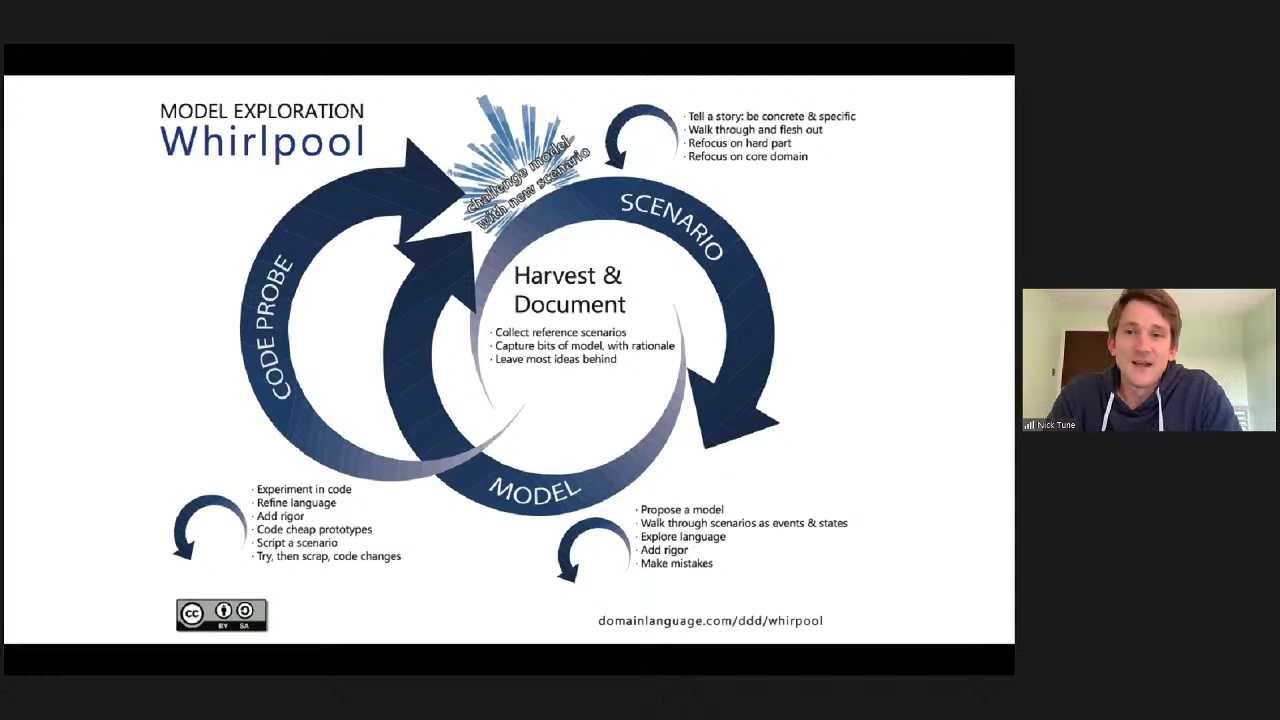 MODEL EXPLORATION
Whirlpool
challenge model
with new scenario
· Tell a story: be concrete & specific
· Walk through and flesh out
· Refocus on hard part
· Refocus on core domain
SCENARIO
CODE PROBE
Harvest &
Document
· Collect reference scenarios
· Capture bits of model, with rationale
· Leave most ideas behind
MODEL
· Experiment in code
· Refine language
· Add rigor
· Code cheap prototypes
· Script a scenario
· Try, then scrap, code changes
· Propose a model
· Walk through scenarios as events & states
· Explore language
· Add rigor
· Make mistakes
cc
BY SA
domainlanguage.com/ddd/whirpool
Nick Tune